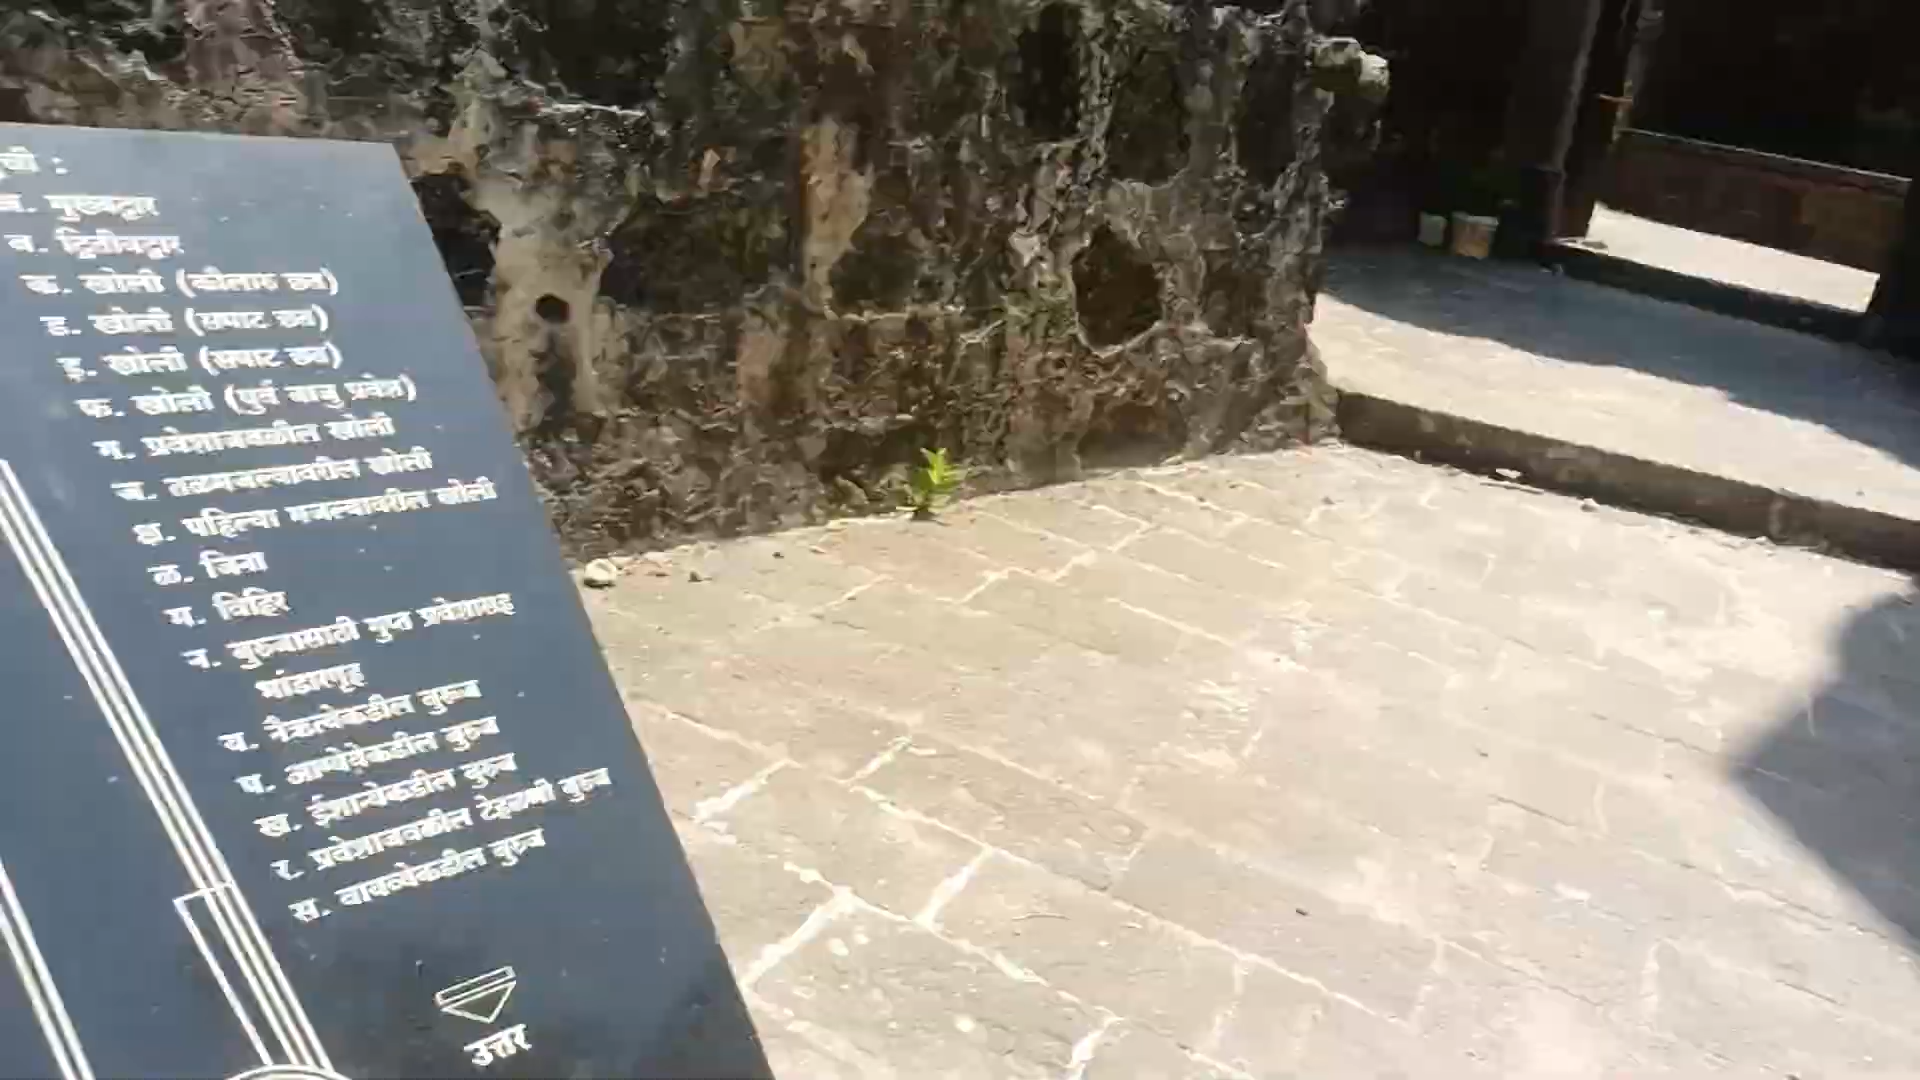 ची :
अ. मुख्यद्वार
ब. द्वितीयद्वार
क. खोली (कौलारु छत)
ड. खोली (सपाट छत)
इ. खोली (सपाट छत)
फ. खोली (पुर्व बाजु प्रवेश)
ग. प्रवेशाजवळील खोली
ज. तळमजल्यावरील खोली
क्ष. पहिल्या मजल्यावरील खोली
ळ. जिना
म. विहिर
न. बुरुजासाठी गुप्त प्रवेशासह
भांडारगृह
व. नैऋत्येकडील बुरुज
प. आग्नेयेकडील बुरुज
ख. ईशान्येकडील बुरुज
र. प्रवेशाजवळील टेहळणी बुरुज
स. वायव्येकडील बुरुज
उत्तर